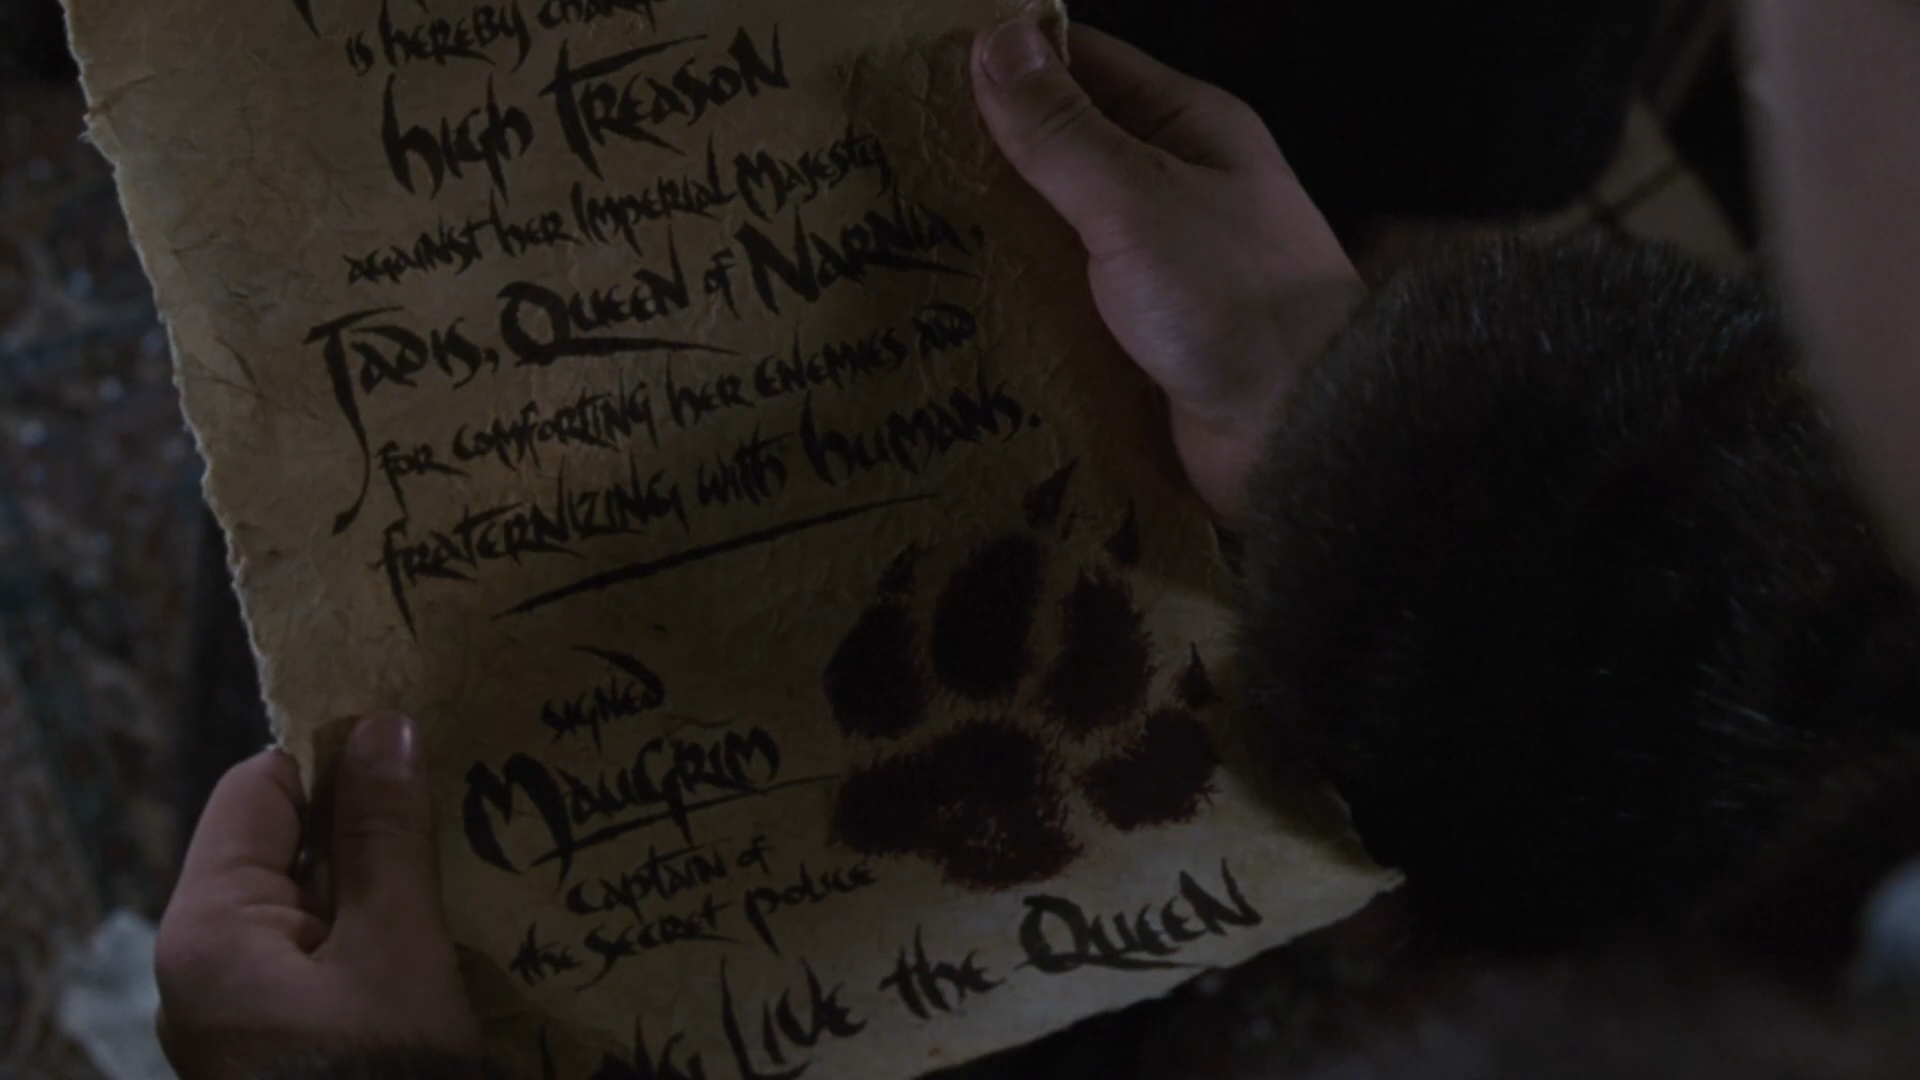 is hereby
high Treason
against her Imperial Majesty
Jadis, Queen of Narnia,
for comforting her enemies and
fraternizing with humans.
signed
Maugrim
Captain of
the Secret Police
Long Live the Queen